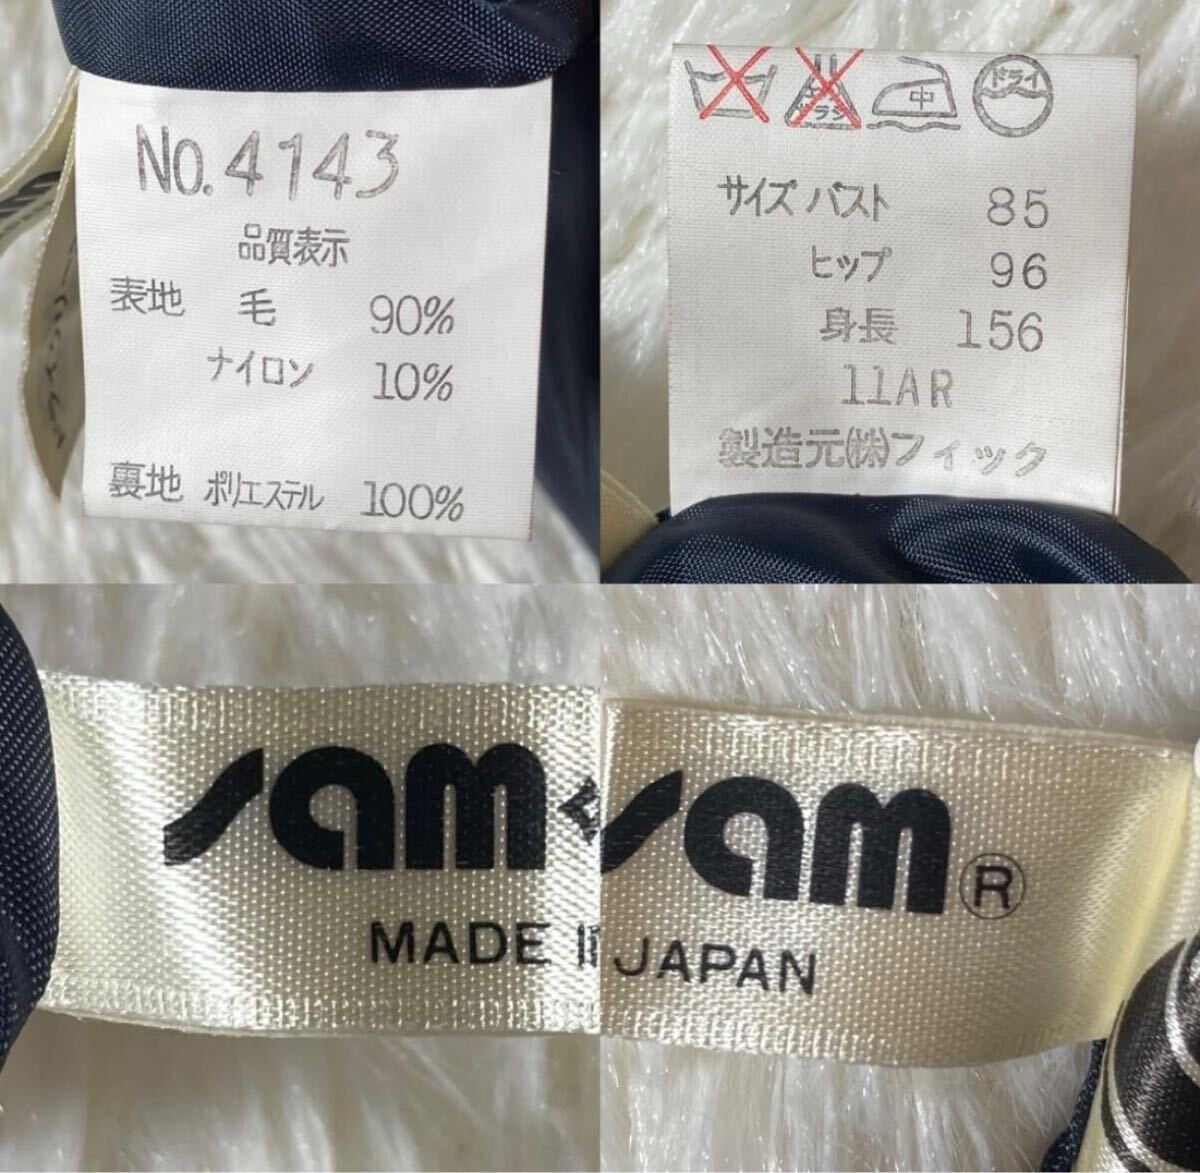 No. 4143
品質表示
表地 毛 90%
ナイロン 10%
裏地 ポリエステル 100%
中 ドライ
サイズ バスト 85
ヒップ 96
身長 156
11AR
製造元(株)フィック
sam
MADE IN
sam®
JAPAN